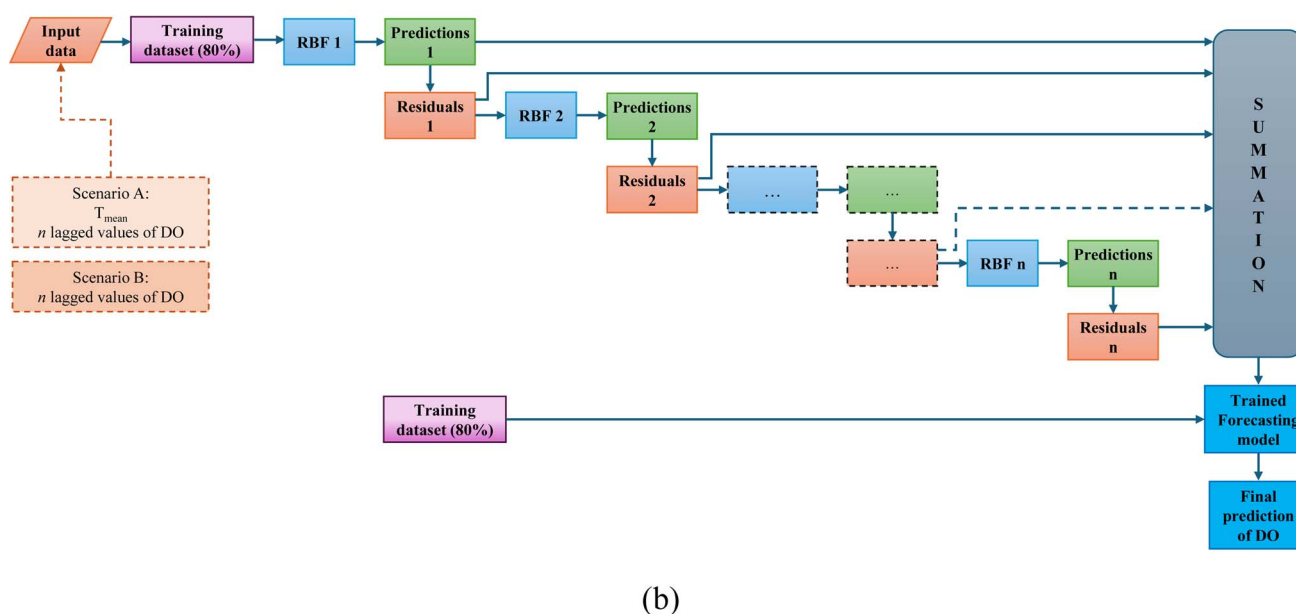 Input
data
Training
dataset (80%)
RBF 1
Predictions
1
Residuals
1
RBF 2
Predictions
2
Residuals
2
...
...
...
RBF n
Predictions
n
Residuals
n
S
U
M
M
A
T
I
O
N
Scenario A:
Tmean
n lagged values of DO
Scenario B:
n lagged values of DO
Training
dataset (80%)
Trained
Forecasting
model
Final
prediction
of DO
(b)